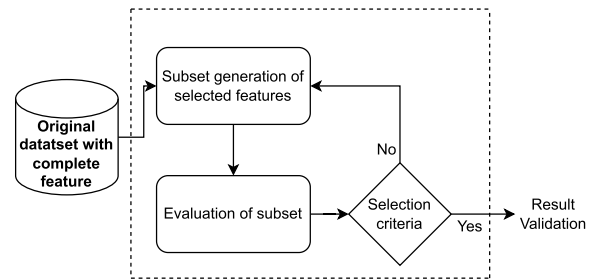 Subset generation of
selected features
Original
datatset with
complete
feature
No
Evaluation of subset
Selection
criteria
Yes
Result
Validation